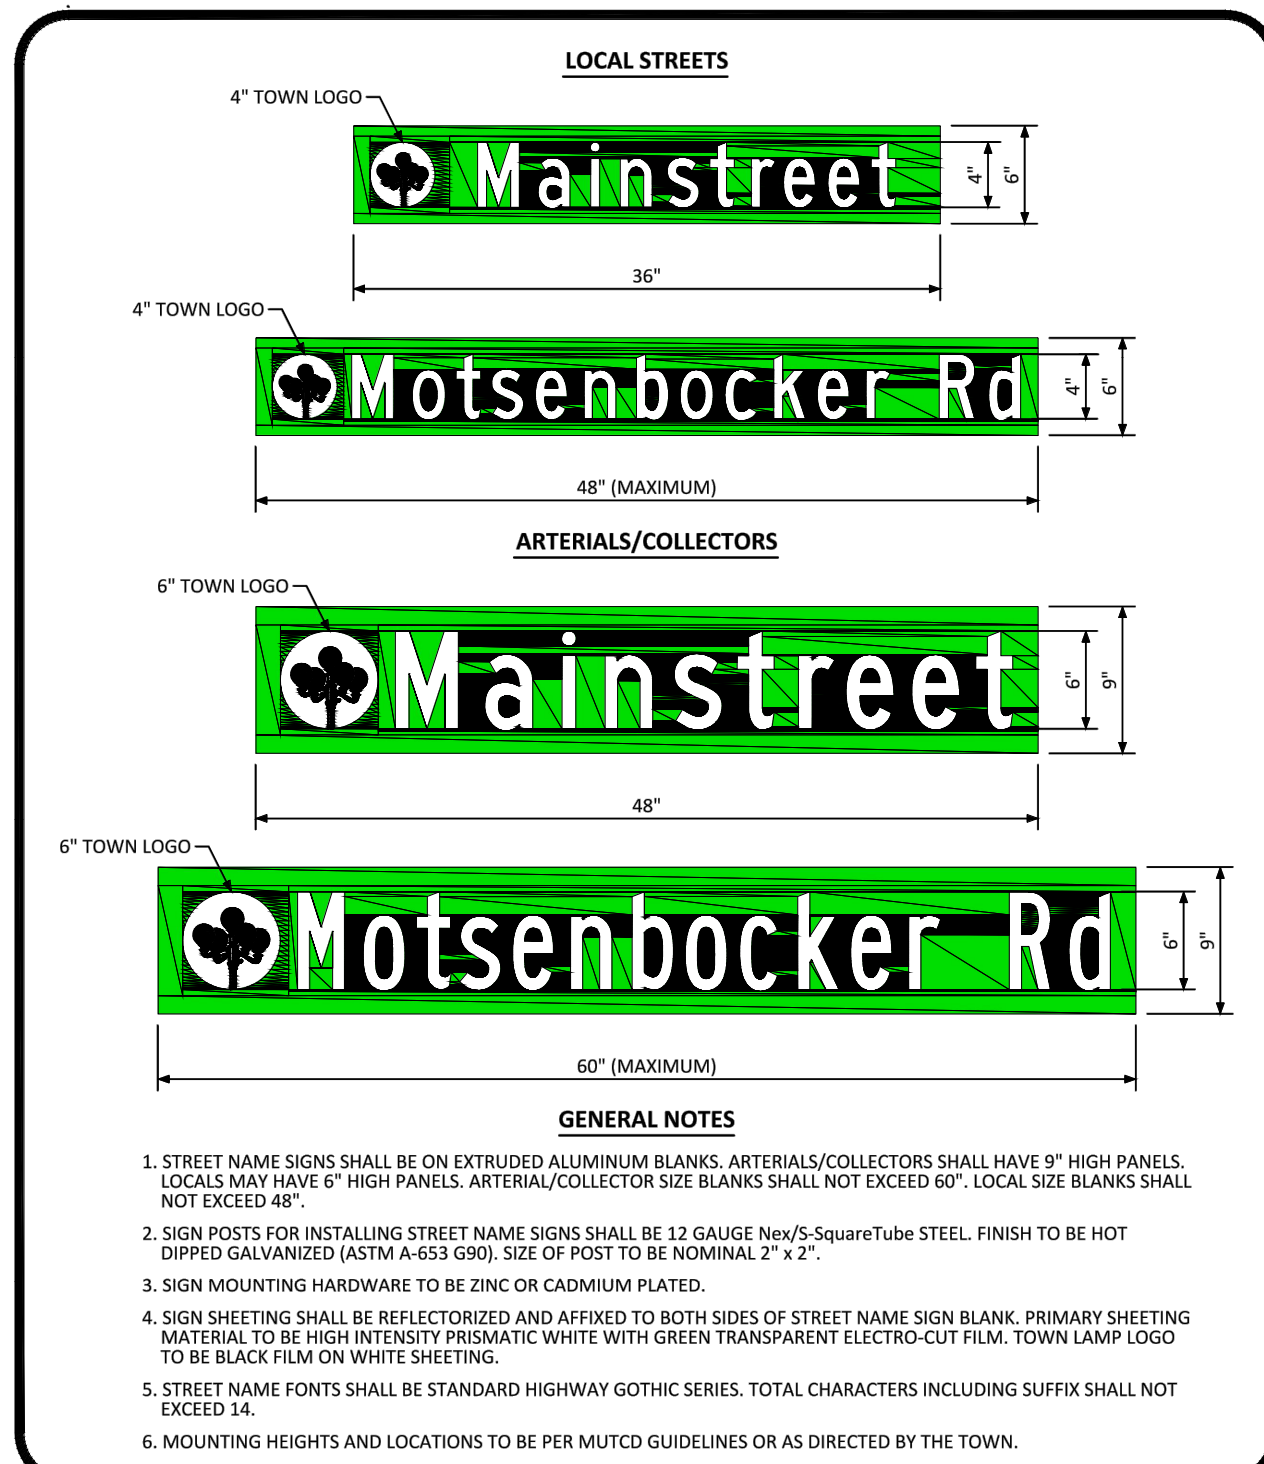 LOCAL STREETS
4" TOWN LOGO
Mainstreet
4"
6"
36"
4" TOWN LOGO
Motsenbocker Rd
4"
6"
48" (MAXIMUM)
ARTERIALS/COLLECTORS
6" TOWN LOGO
Mainstreet
6"
9"
48"
6" TOWN LOGO
Motsenbocker Rd
6"
9"
60" (MAXIMUM)
GENERAL NOTES
1. STREET NAME SIGNS SHALL BE ON EXTRUDED ALUMINUM BLANKS. ARTERIALS/COLLECTORS SHALL HAVE 9" HIGH PANELS.
LOCALS MAY HAVE 6" HIGH PANELS. ARTERIAL/COLLECTOR SIZE BLANKS SHALL NOT EXCEED 60". LOCAL SIZE BLANKS SHALL
NOT EXCEED 48".
2. SIGN POSTS FOR INSTALLING STREET NAME SIGNS SHALL BE 12 GAUGE Nex/S-SquareTube STEEL. FINISH TO BE HOT
DIPPED GALVANIZED (ASTM A-653 G90). SIZE OF POST TO BE NOMINAL 2" x 2".
3. SIGN MOUNTING HARDWARE TO BE ZINC OR CADMIUM PLATED.
4. SIGN SHEETING SHALL BE REFLECTORIZED AND AFFIXED TO BOTH SIDES OF STREET NAME SIGN BLANK. PRIMARY SHEETING
MATERIAL TO BE HIGH INTENSITY PRISMATIC WHITE WITH GREEN TRANSPARENT ELECTRO-CUT FILM. TOWN LAMP LOGO
TO BE BLACK FILM ON WHITE SHEETING.
5. STREET NAME FONTS SHALL BE STANDARD HIGHWAY GOTHIC SERIES. TOTAL CHARACTERS INCLUDING SUFFIX SHALL NOT
EXCEED 14.
6. MOUNTING HEIGHTS AND LOCATIONS TO BE PER MUTCD GUIDELINES OR AS DIRECTED BY THE TOWN.